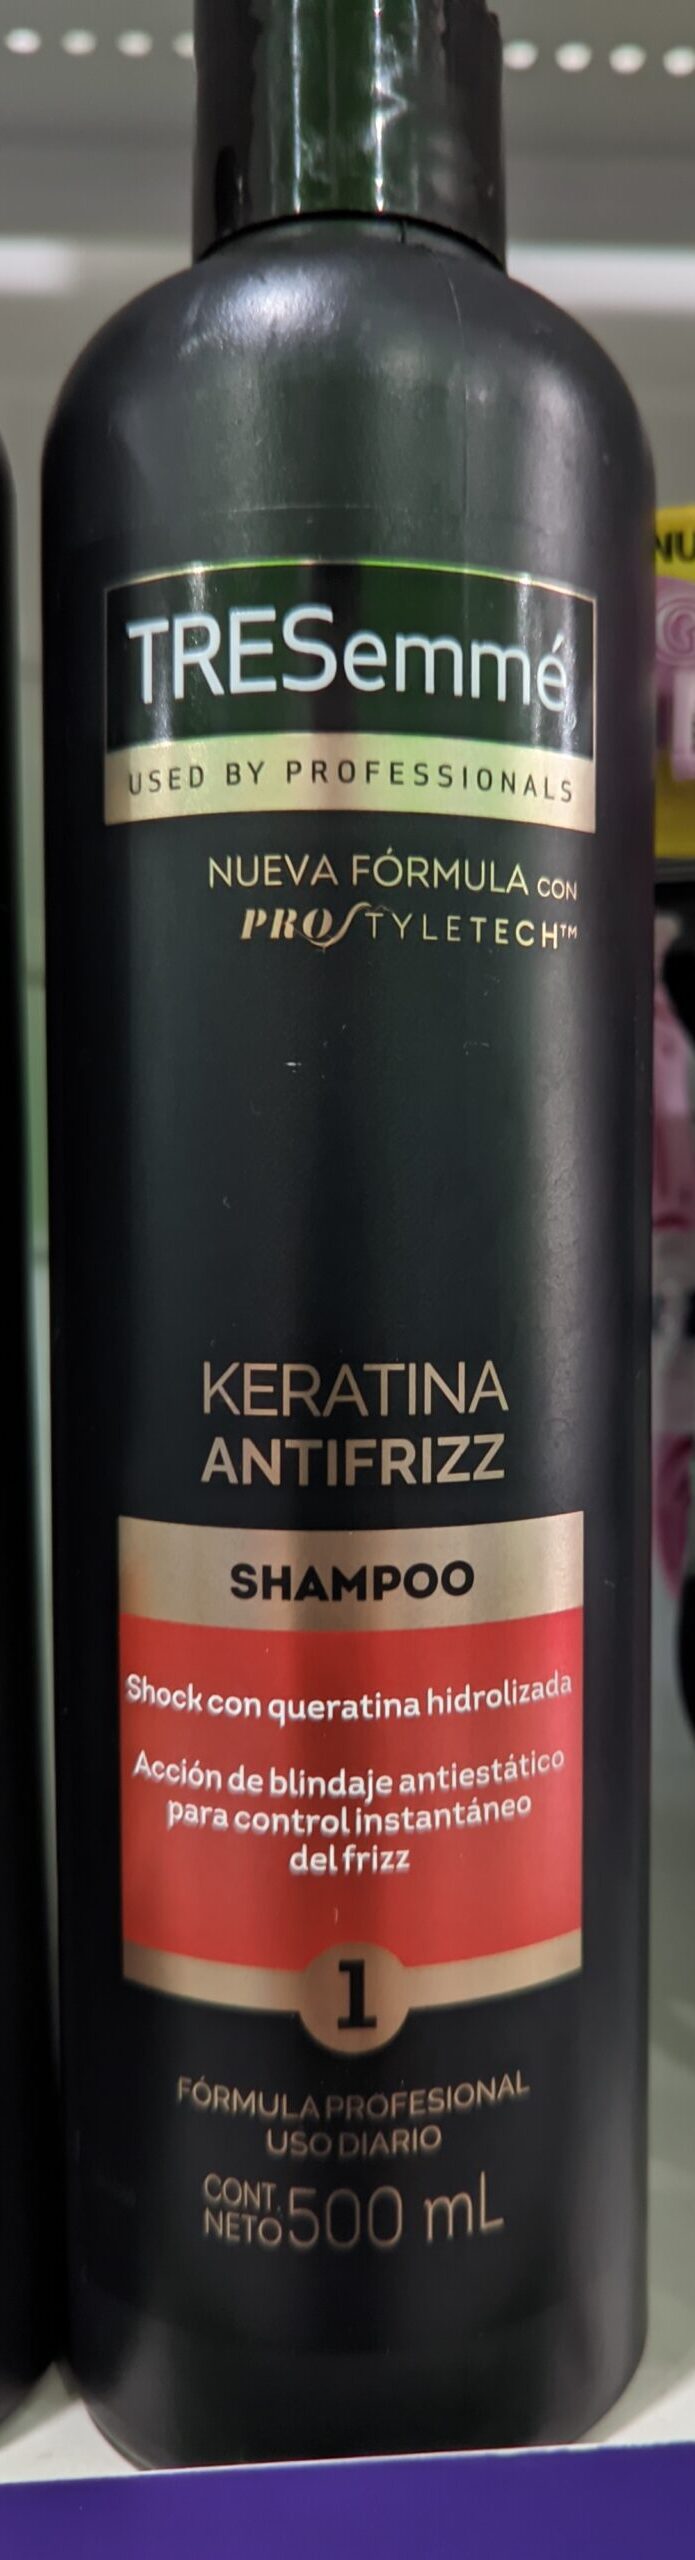 TRESemmé
USED BY PROFESSIONALS
NUEVA FÓRMULA CON
PROSTYLETECH™
KERATINA
ANTIFRIZZ
SHAMPOO
Shock con queratina hidrolizada
Acción de blindaje antiestático
para control instantáneo
del frizz
1
FÓRMULA PROFESIONAL
USO DIARIO
CONT.
NETO 500 mL